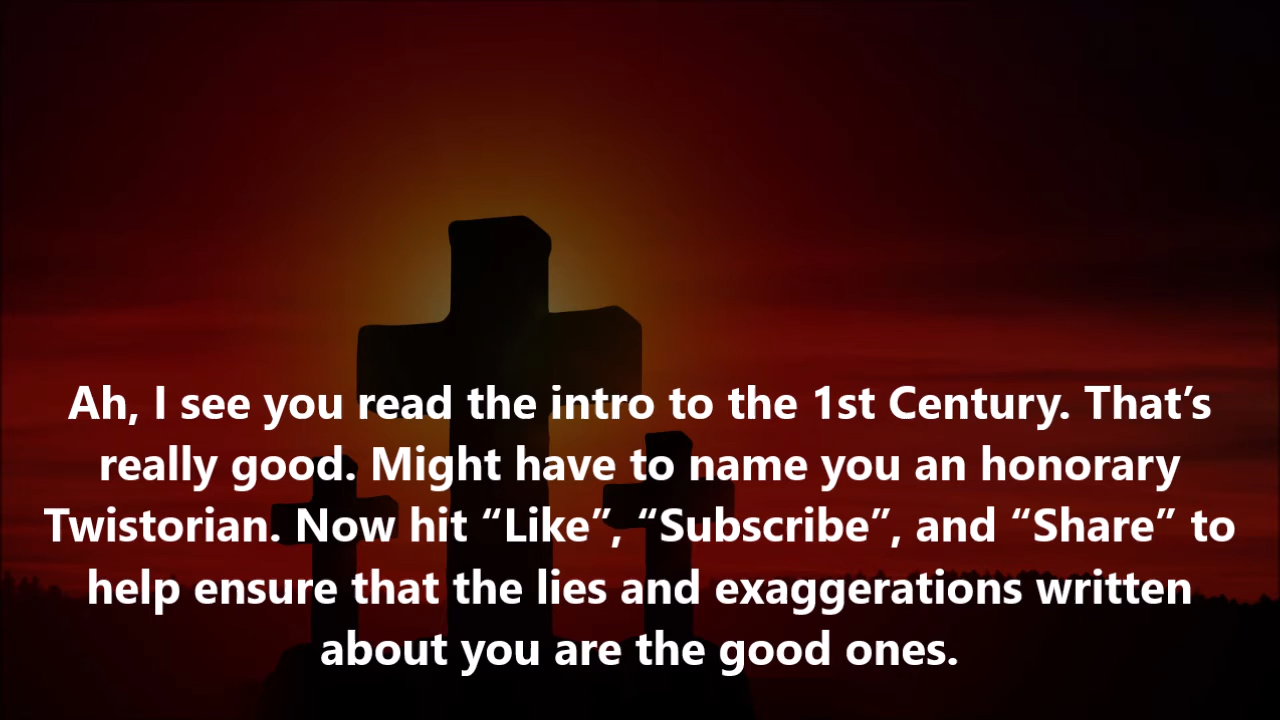 Ah, I see you read the intro to the 1st Century. That’s
really good. Might have to name you an honorary
Twistorian. Now hit “Like”, “Subscribe”, and “Share” to
help ensure that the lies and exaggerations written
about you are the good ones.